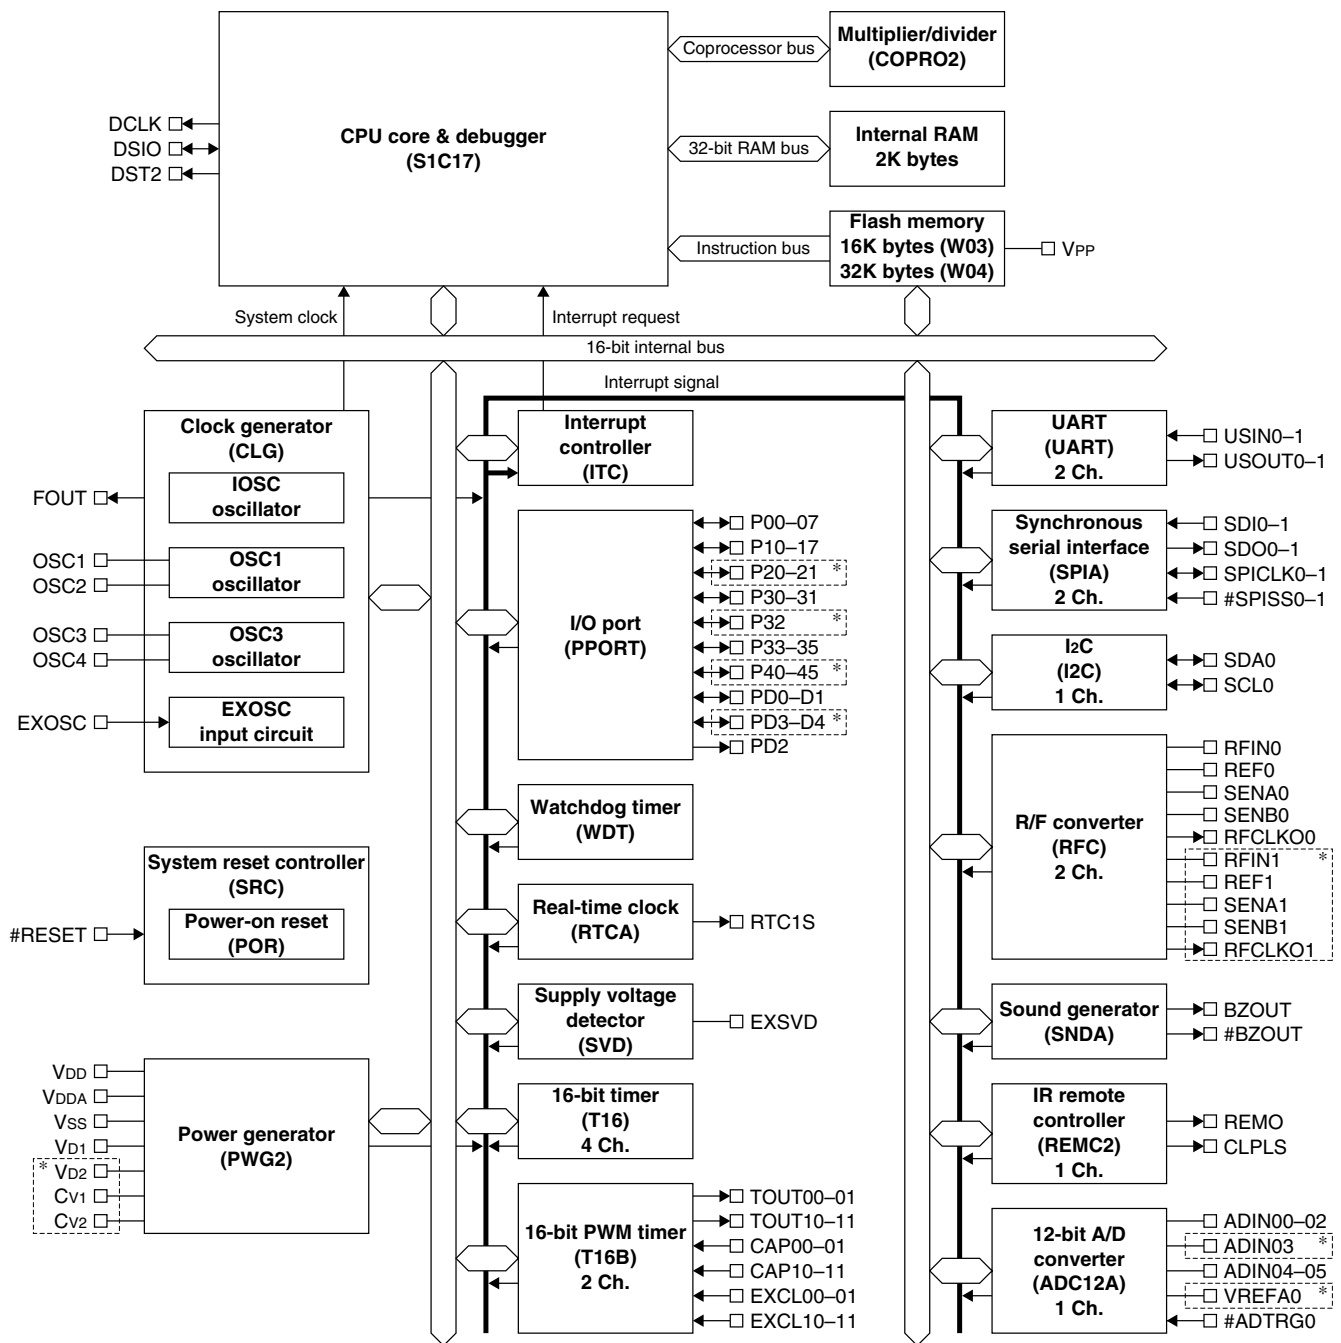 CPU core & debugger
(S1C17)
DCLK
DSIO
DST2
Coprocessor bus
Multiplier/divider
(COPRO2)
32-bit RAM bus
Internal RAM
2K bytes
Instruction bus
Flash memory
16K bytes (W03)
32K bytes (W04)
VPP
System clock
Interrupt request
16-bit internal bus
Interrupt signal
Clock generator
(CLG)
IOSC
oscillator
OSC1
oscillator
OSC3
oscillator
EXOSC
input circuit
FOUT
OSC1
OSC2
OSC3
OSC4
EXOSC
System reset controller
(SRC)
Power-on reset
(POR)
#RESET
Power generator
(PWG2)
VDD
VDDA
VSS
VD1
* VD2
CV1
CV2
Interrupt
controller
(ITC)
I/O port
(PPORT)
P00–07
P10–17
P20–21 *
P30–31
P32 *
P33–35
P40–45 *
PD0–D1
PD3–D4 *
PD2
Watchdog timer
(WDT)
Real-time clock
(RTCA)
RTC1S
Supply voltage
detector
(SVD)
EXSVD
16-bit timer
(T16)
4 Ch.
16-bit PWM timer
(T16B)
2 Ch.
TOUT00–01
TOUT10–11
CAP00–01
CAP10–11
EXCL00–01
EXCL10–11
UART
(UART)
2 Ch.
USIN0–1
USOUT0–1
Synchronous
serial interface
(SPIA)
2 Ch.
SDI0–1
SDO0–1
SPICLK0–1
#SPISS0–1
I2C
(I2C)
1 Ch.
SDA0
SCL0
R/F converter
(RFC)
2 Ch.
RFIN0
REF0
SENA0
SENB0
RFCLKO0
RFIN1 *
REF1
SENA1
SENB1
RFCLKO1
Sound generator
(SNDA)
BZOUT
#BZOUT
IR remote
controller
(REMC2)
1 Ch.
REMO
CLPLS
12-bit A/D
converter
(ADC12A)
1 Ch.
ADIN00–02
ADIN03 *
ADIN04–05
VREFA0 *
#ADTRG0